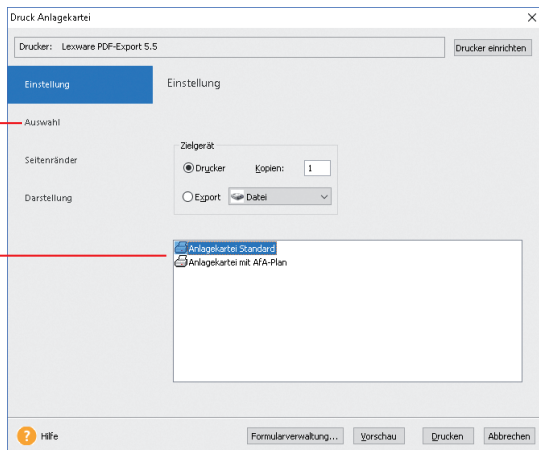 Druck Anlagekartei
Drucker: Lexware PDF-Export 5.5
Drucker einrichten
Einstellung
Auswahl
Seitenränder
Darstellung
Einstellung
Zielgerät
Drucker Kopien: 1
Export Datei
Anlagekartei Standard
Anlagekartei mit AfA-Plan
? Hilfe
Formularverwaltung... Vorschau Drucken Abbrechen